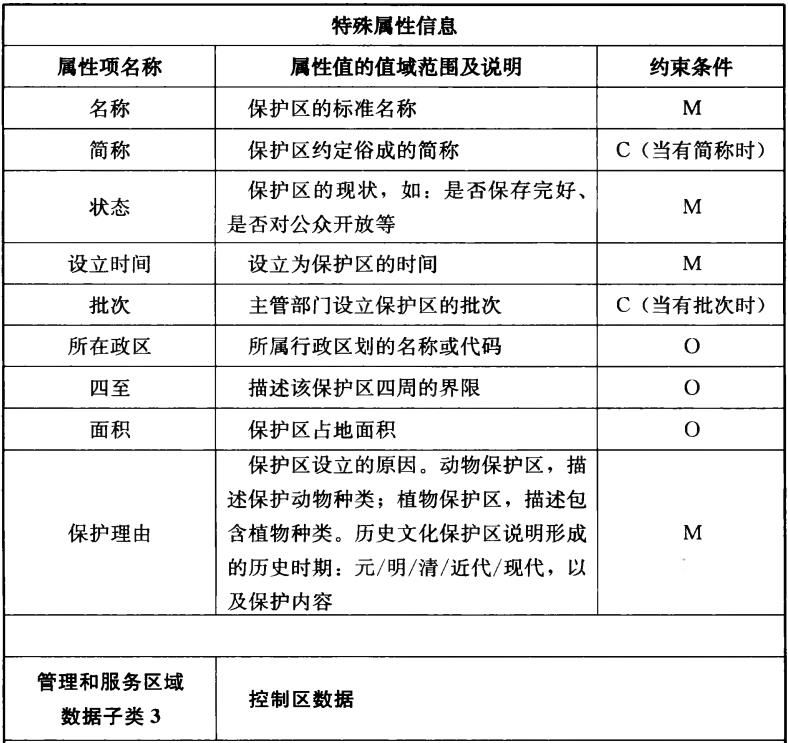 特殊属性信息
属性项名称 属性值的值域范围及说明 约束条件
名称 保护区的标准名称 M
简称 保护区约定俗成的简称 C（当有简称时）
状态 保护区的现状，如：是否保存完好、
是否对公众开放等 M
设立时间 设立为保护区的时间 M
批次 主管部门设立保护区的批次 C（当有批次时）
所在政区 所属行政区划的名称或代码 O
四至 描述该保护区四周的界限 O
面积 保护区占地面积 O
保护理由 保护区设立的原因。动物保护区，描
述保护动物种类；植物保护区，描述包
含植物种类。历史文化保护区说明形成
的历史时期：元/明/清/近代/现代，以
及保护内容 M
管理和服务区域
数据子类 3 控制区数据